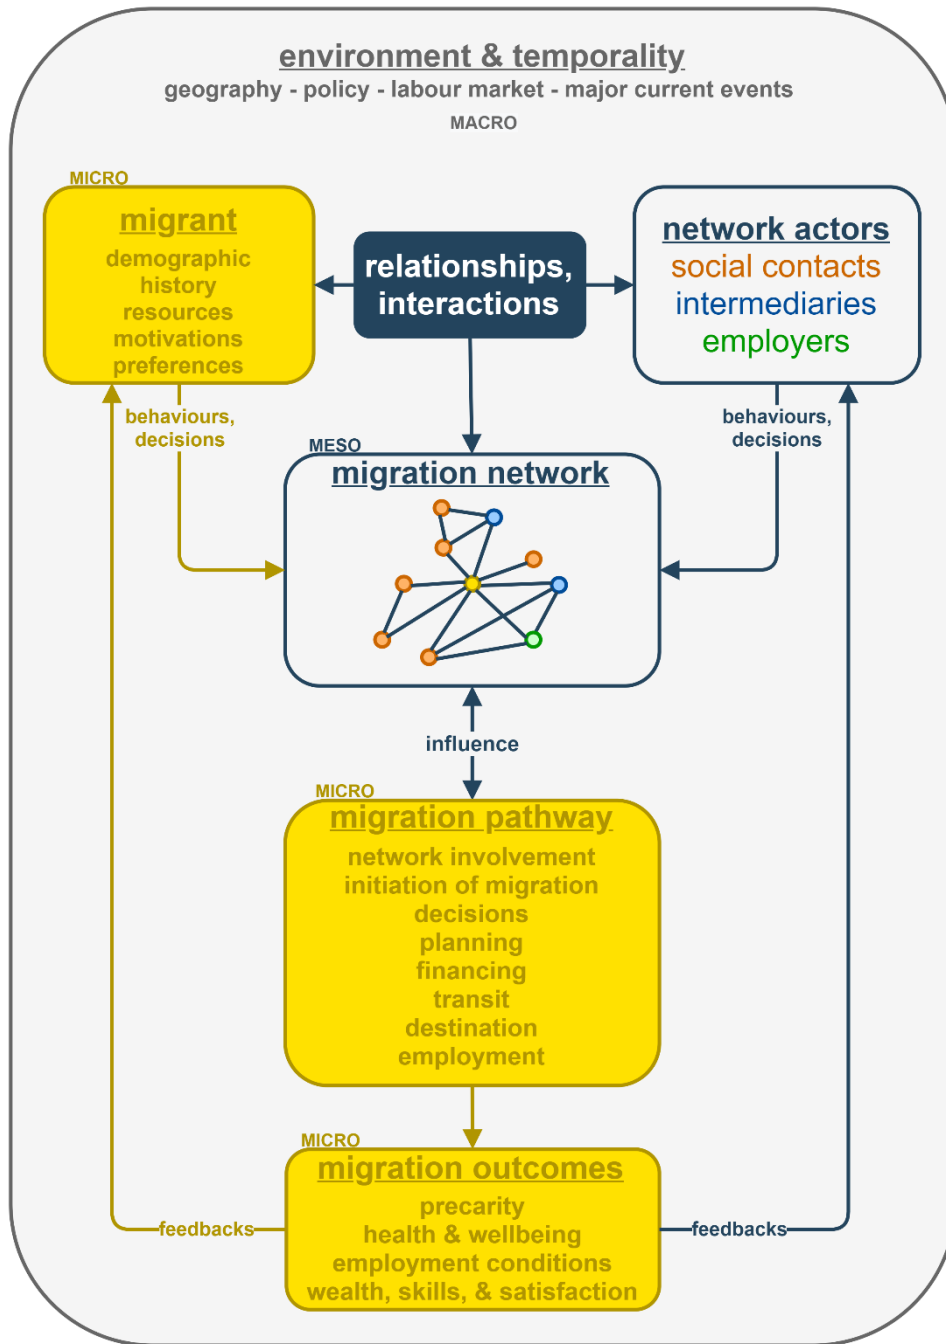 environment & temporality
geography - policy - labour market - major current events
MACRO
MICRO
migrant
demographic
history
resources
motivations
preferences
relationships,
interactions
network actors
social contacts
intermediaries
employers
behaviours,
decisions
behaviours,
decisions
MESO
migration network
influence
MICRO
migration pathway
network involvement
initiation of migration
decisions
planning
financing
transit
destination
employment
MICRO
migration outcomes
precarity
health & wellbeing
employment conditions
wealth, skills, & satisfaction
feedbacks
feedbacks